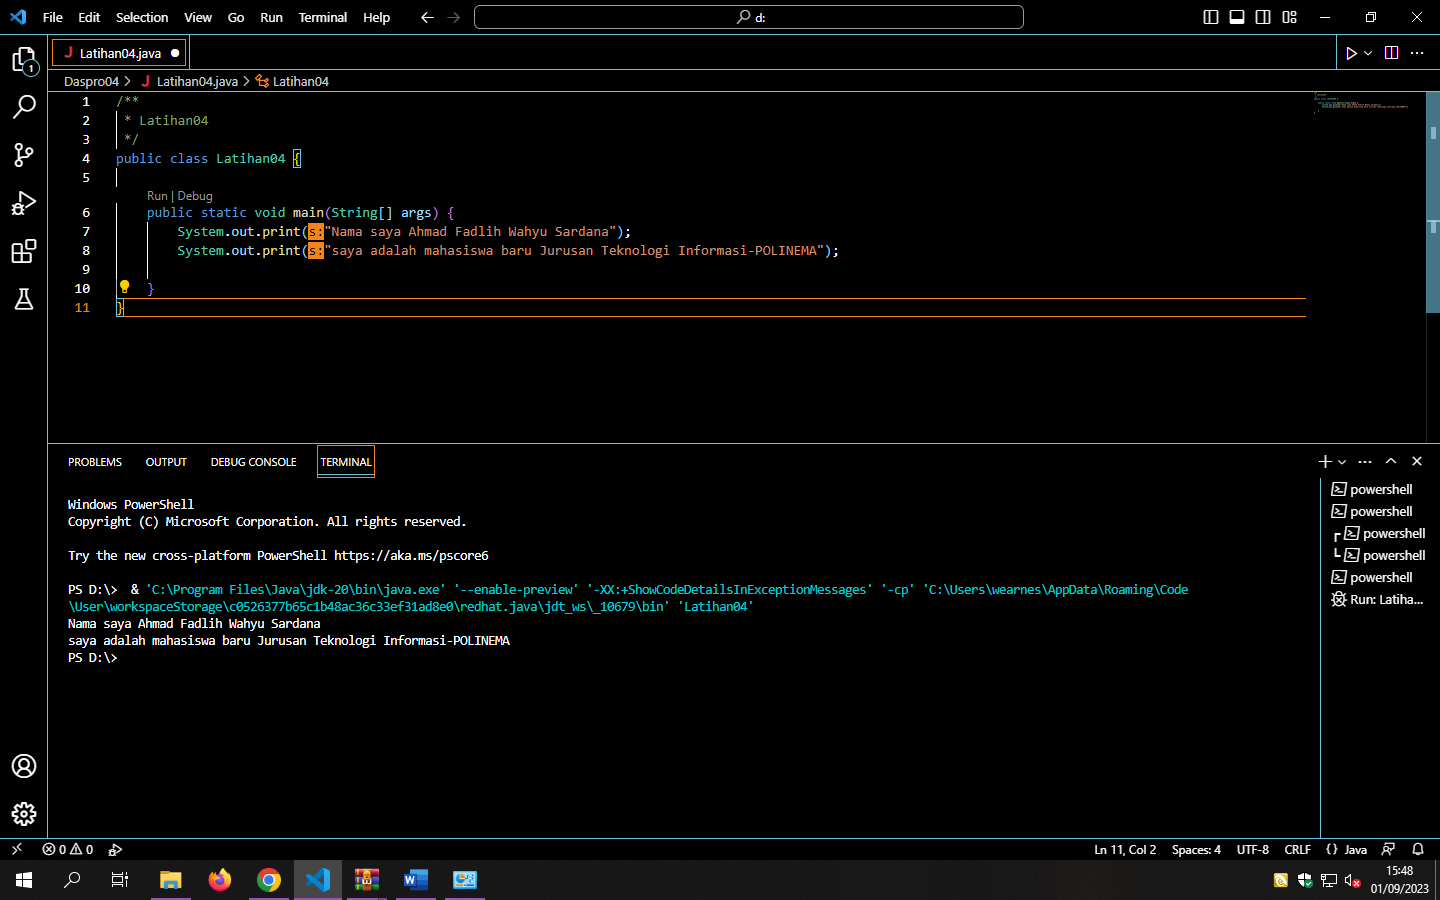 File Edit Selection View Go Run Terminal Help d:
Latihan04.java
Daspro04 > Latihan04.java > Latihan04
1 /**
2 * Latihan04
3 */
4 public class Latihan04 {
5
Run | Debug
6 public static void main(String[] args) {
7 System.out.print(s:"Nama saya Ahmad Fadlih Wahyu Sardana");
8 System.out.print(s:"saya adalah mahasiswa baru Jurusan Teknologi Informasi-POLINEMA");
9
10 }
11 }
PROBLEMS OUTPUT DEBUG CONSOLE TERMINAL
Windows PowerShell
Copyright (C) Microsoft Corporation. All rights reserved.
Try the new cross-platform PowerShell https://aka.ms/pscore6
PS D:\> & 'C:\Program Files\Java\jdk-20\bin\java.exe' '--enable-preview' '-XX:+ShowCodeDetailsInExceptionMessages' '-cp' 'C:\Users\wearnes\AppData\Roaming\Code
\User\workspaceStorage\c0526377b65c1b48ac36c33ef31ad8e0\redhat.java\jdt_ws\_10679\bin' 'Latihan04'
Nama saya Ahmad Fadlih Wahyu Sardana
saya adalah mahasiswa baru Jurusan Teknologi Informasi-POLINEMA
PS D:\>
powershell
powershell
powershell
powershell
powershell
Run: Latiha...
0 0
Ln 11, Col 2 Spaces: 4 UTF-8 CRLF {} Java
15:48
01/09/2023